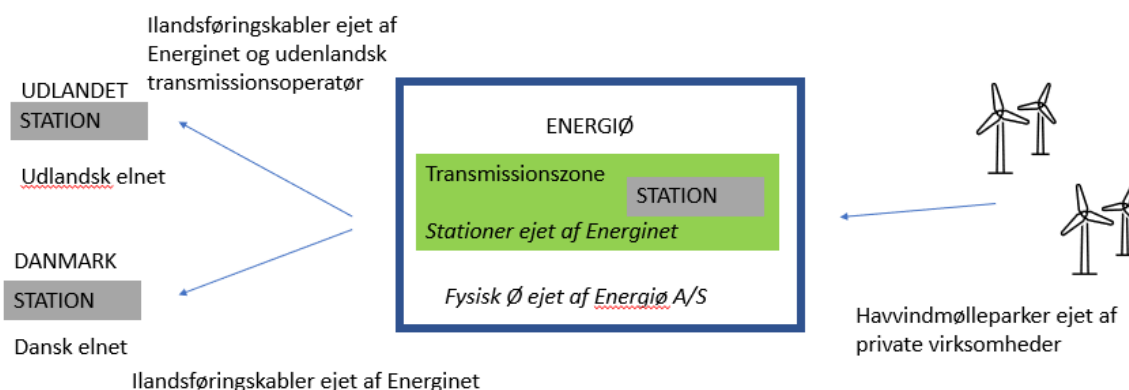 Ilandsføringskabler ejet af
Energinet og udenlandsk
transmissionsoperatør
UDLANDET
STATION
Udlandsk elnet
DANMARK
STATION
Dansk elnet
Ilandsføringskabler ejet af Energinet
ENERGIØ
Transmissionszone
STATION
Stationer ejet af Energinet
Fysisk Ø ejet af Energiø A/S
Havvindmølleparker ejet af
private virksomheder